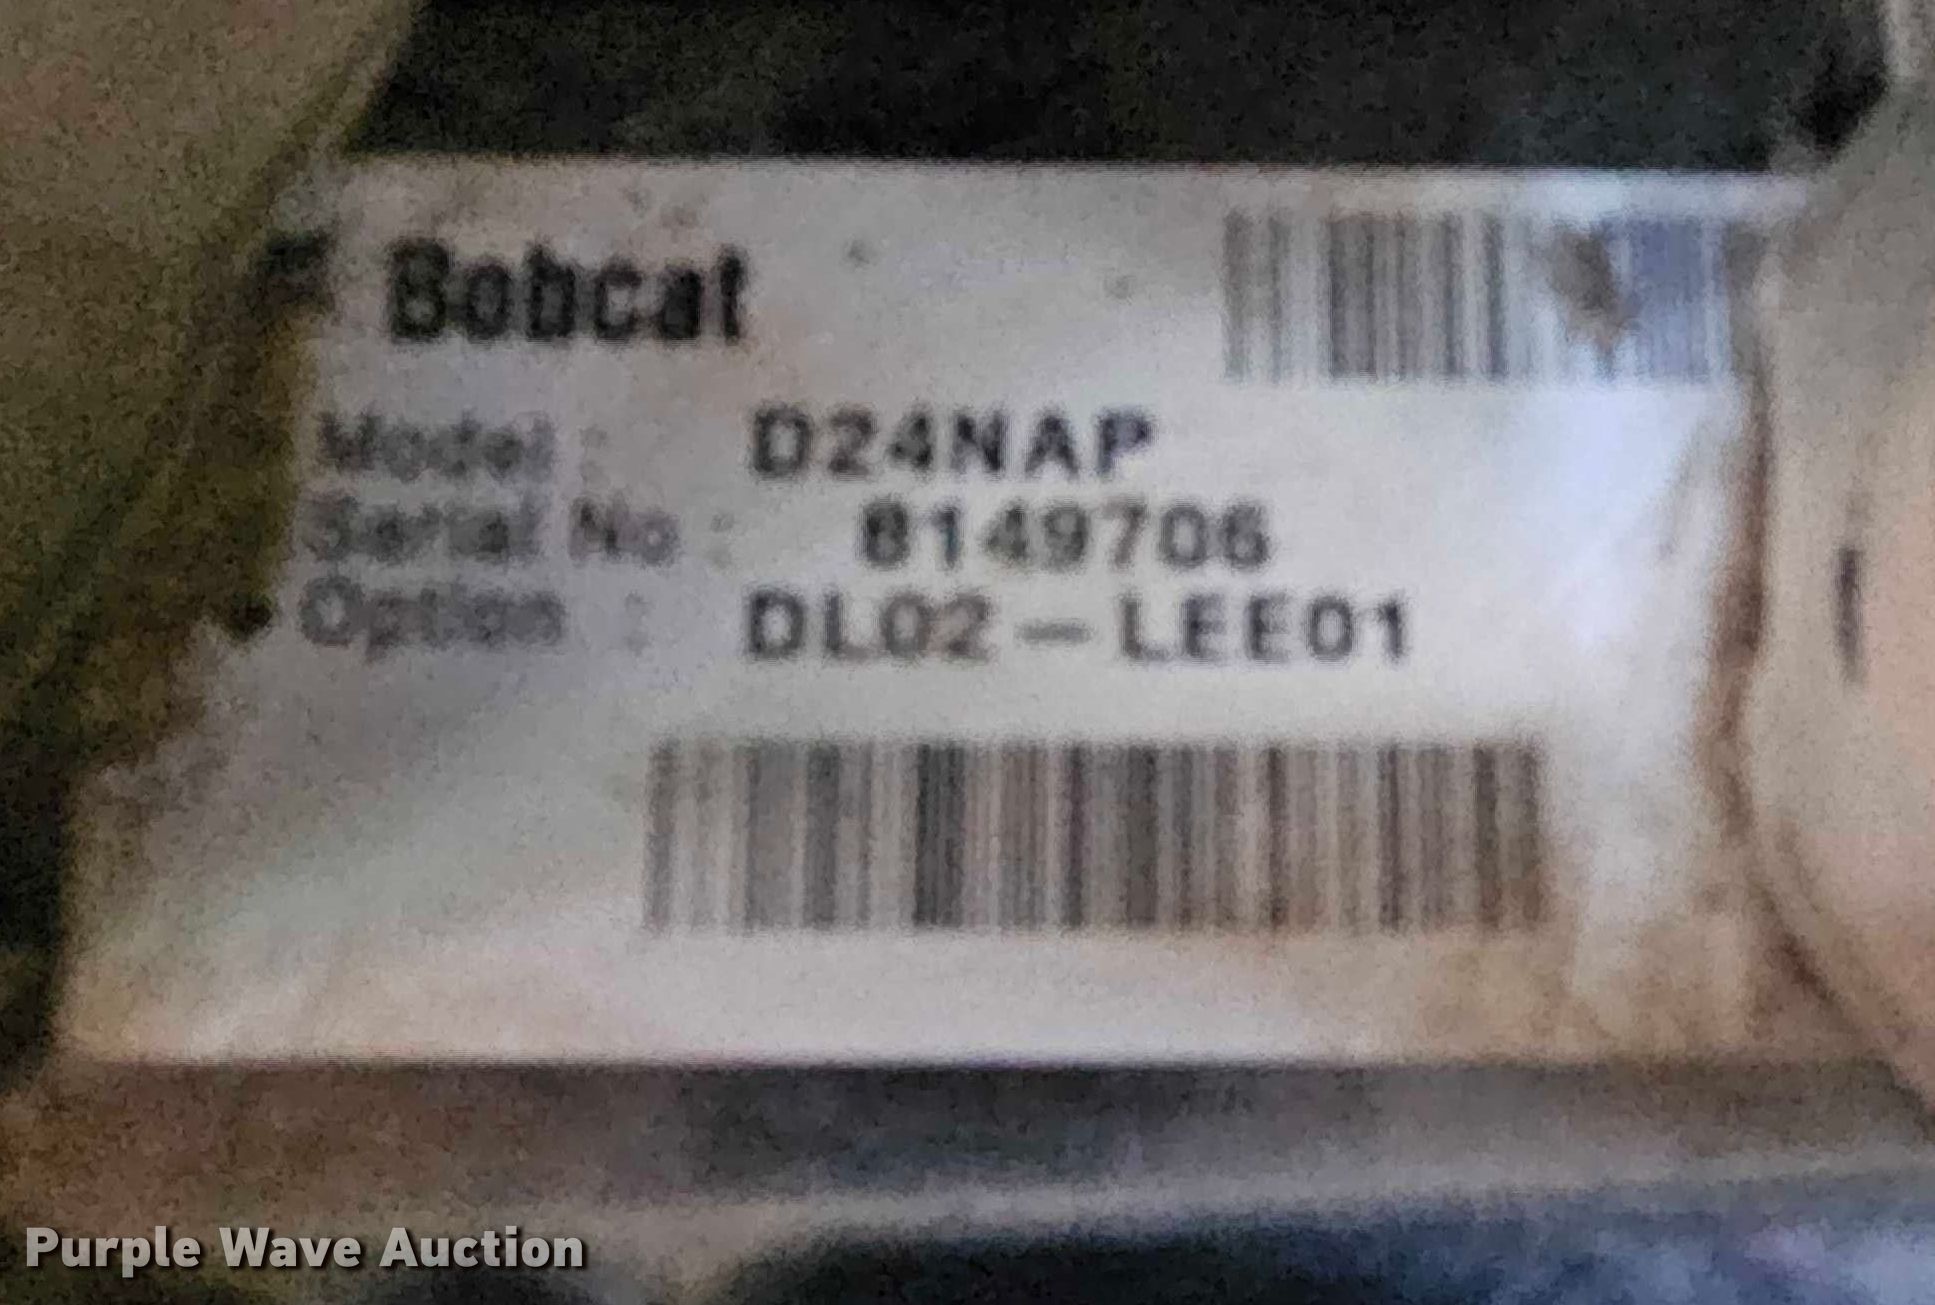 Bobcat
Model : D24NAP
Serial No : 8149706
Option : DL02-LEE01
Purple Wave Auction